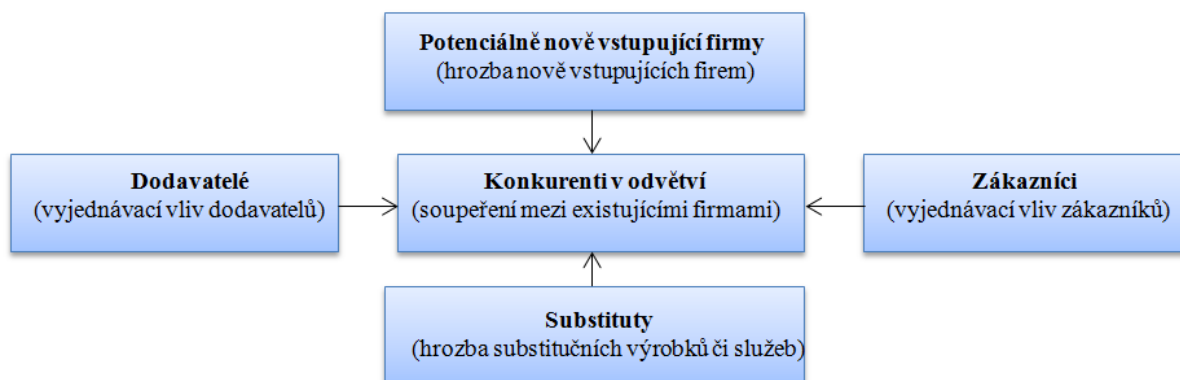 Potenciálně nově vstupující firmy
(hrozba nově vstupujících firem)
Dodavatelé
(vyjednávací vliv dodavatelů)
Konkurenti v odvětví
(soupeření mezi existujícími firmami)
Zákazníci
(vyjednávací vliv zákazníků)
Substituty
(hrozba substitučních výrobků či služeb)